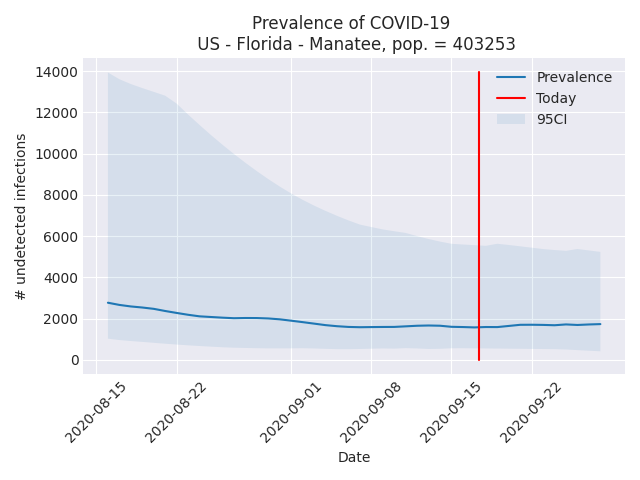 Prevalence of COVID-19
US - Florida - Manatee, pop. = 403253
# undetected infections
14000
12000
10000
8000
6000
4000
2000
0
Prevalence
Today
95CI
2020-08-15
2020-08-22
2020-09-01
2020-09-08
2020-09-15
2020-09-22
Date